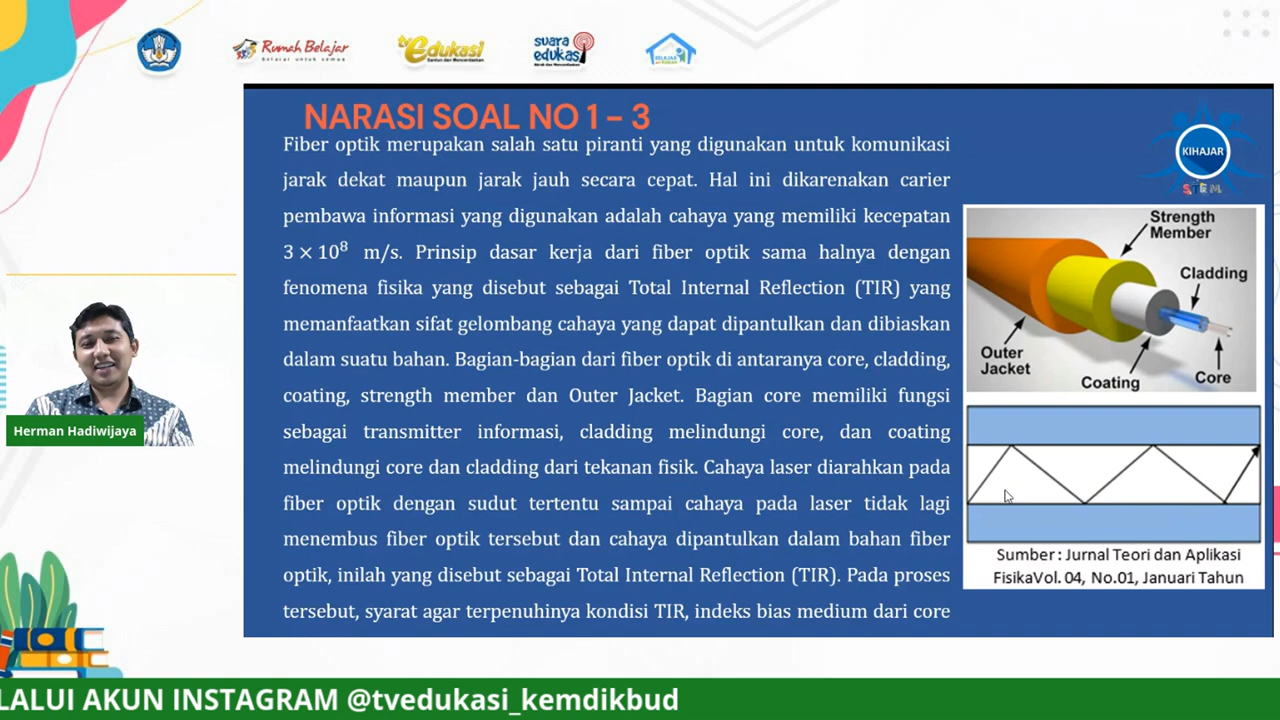 Rumah Belajar
Belajar untuk semua
tv Edukasi
Santun dan Mencerdaskan
suara
edukasi
BELAJAR
NARASI SOAL NO 1 – 3
Fiber optik merupakan salah satu piranti yang digunakan untuk komunikasi
jarak dekat maupun jarak jauh secara cepat. Hal ini dikarenakan carier
pembawa informasi yang digunakan adalah cahaya yang memiliki kecepatan
3 × 10⁸ m/s. Prinsip dasar kerja dari fiber optik sama halnya dengan
fenomena fisika yang disebut sebagai Total Internal Reflection (TIR) yang
memanfaatkan sifat gelombang cahaya yang dapat dipantulkan dan dibiaskan
dalam suatu bahan. Bagian-bagian dari fiber optik di antaranya core, cladding,
coating, strength member dan Outer Jacket. Bagian core memiliki fungsi
sebagai transmitter informasi, cladding melindungi core, dan coating
melindungi core dan cladding dari tekanan fisik. Cahaya laser diarahkan pada
fiber optik dengan sudut tertentu sampai cahaya pada laser tidak lagi
menembus fiber optik tersebut dan cahaya dipantulkan dalam bahan fiber
optik, inilah yang disebut sebagai Total Internal Reflection (TIR). Pada proses
tersebut, syarat agar terpenuhinya kondisi TIR, indeks bias medium dari core
KIHAJAR
STEM
Strength
Member
Cladding
Outer
Jacket
Coating
Core
Sumber : Jurnal Teori dan Aplikasi
FisikaVol. 04, No.01, Januari Tahun
Herman Hadiwijaya
LALUI AKUN INSTAGRAM @tvedukasi_kemdikbud